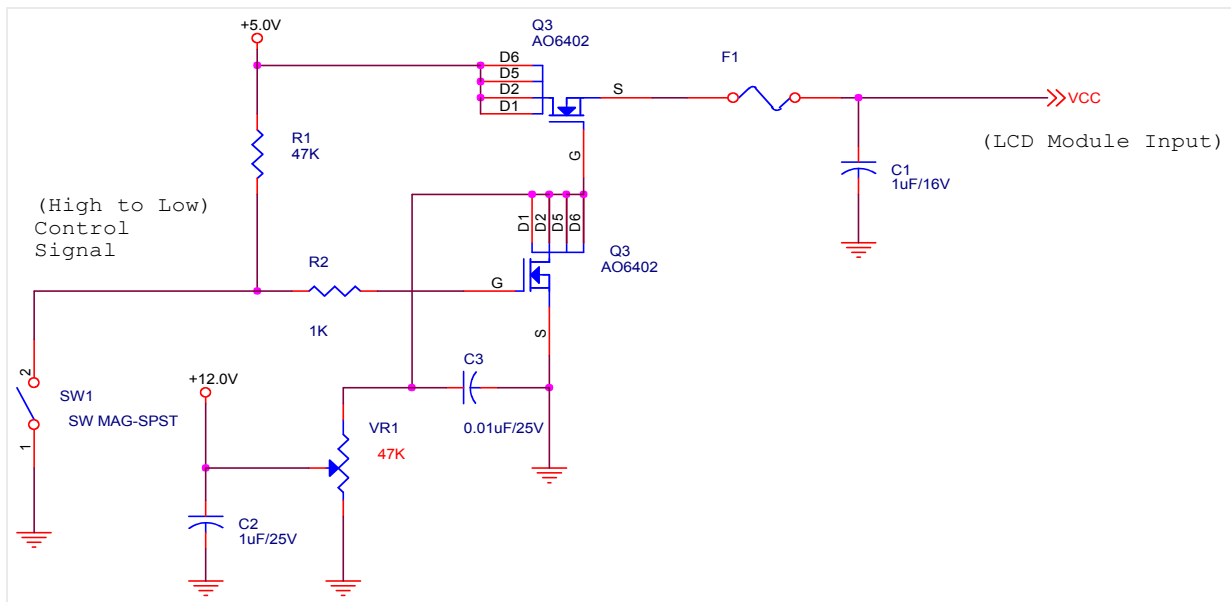 +5.0V
Q3
AO6402
D6
D5
D2
D1
S
G
F1
VCC
(LCD Module Input)
C1
1uF/16V
R1
47K
(High to Low)
Control
Signal
D1
D2
D5
D6
Q3
AO6402
R2
1K
G
S
2
SW1
SW MAG-SPST
1
+12.0V
C3
0.01uF/25V
VR1
47K
C2
1uF/25V